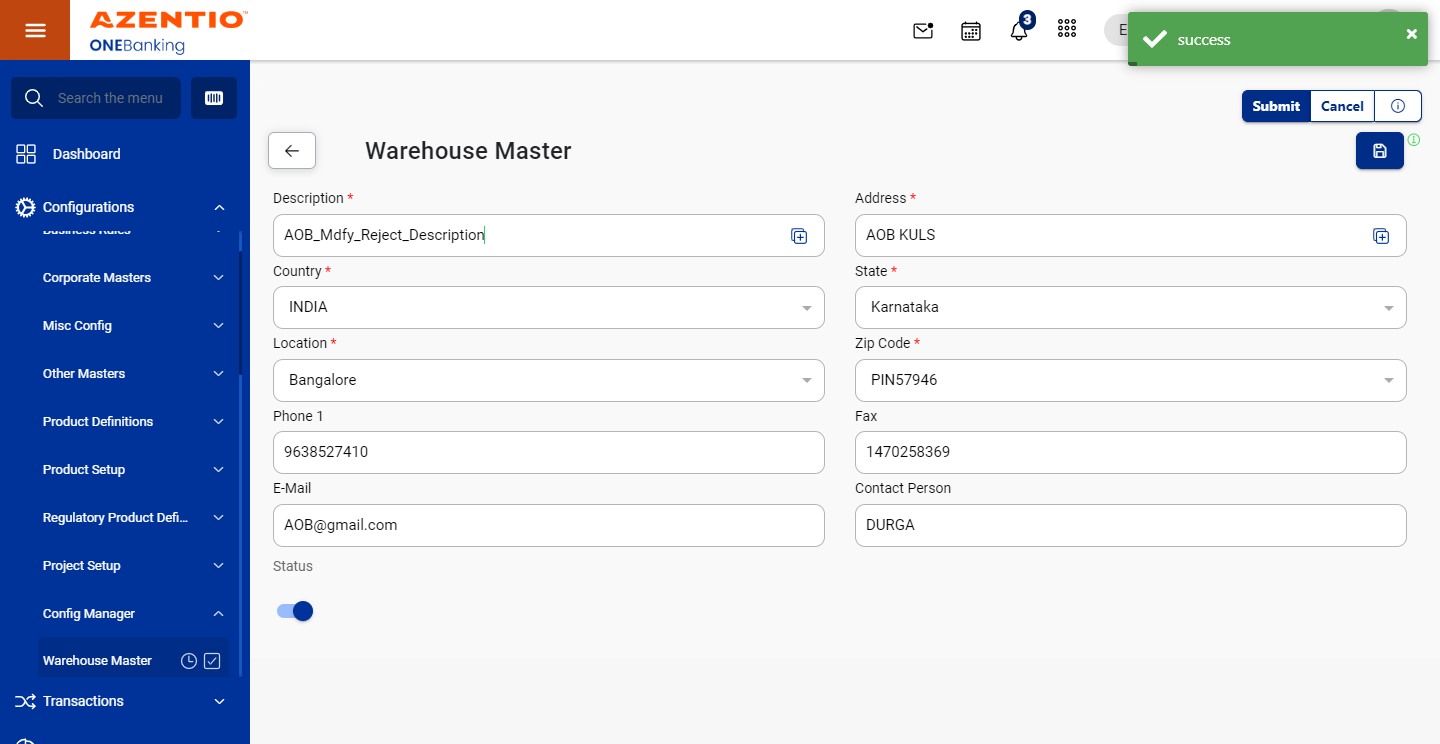 AZENTIO™
ONEBanking
3
E
success
Search the menu
Submit
Cancel
Dashboard
Warehouse Master
Configurations
Business Rules
Corporate Masters
Misc Config
Other Masters
Product Definitions
Product Setup
Regulatory Product Defi...
Project Setup
Config Manager
Warehouse Master
Transactions
Description *
AOB_Mdfy_Reject_Description
Address *
AOB KULS
Country *
INDIA
State *
Karnataka
Location *
Bangalore
Zip Code *
PIN57946
Phone 1
9638527410
Fax
1470258369
E-Mail
AOB@gmail.com
Contact Person
DURGA
Status